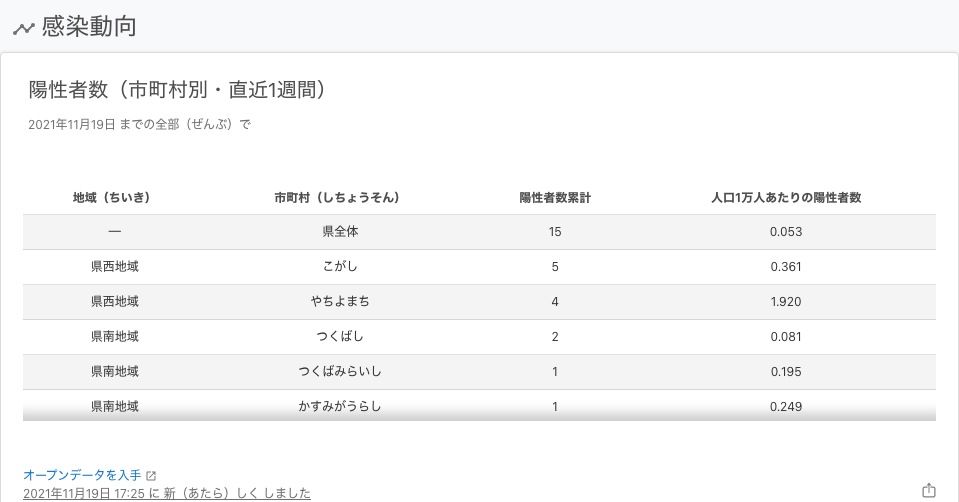 感染動向
陽性者数（市町村別・直近1週間）
2021年11月19日 までの全部（ぜんぶ）で
地域（ちいき） 市町村（しちょうそん） 陽性者数累計 人口1万人あたりの陽性者数
— 県全体 15 0.053
県西地域 こがし 5 0.361
県西地域 やちよまち 4 1.920
県南地域 つくばし 2 0.081
県南地域 つくばみらいし 1 0.195
県南地域 かすみがうらし 1 0.249
オープンデータを入手
2021年11月19日 17:25 に 新（あたら）しく しました